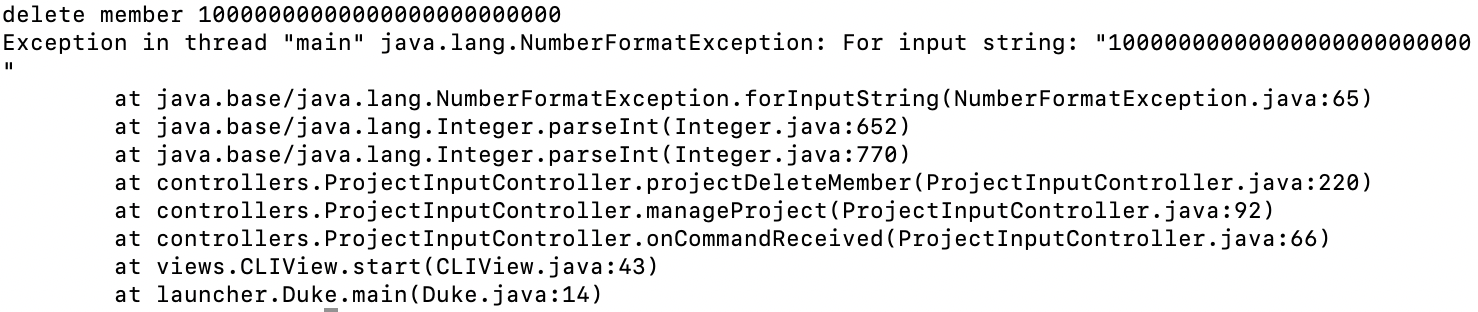 delete member 10000000000000000000000000
Exception in thread "main" java.lang.NumberFormatException: For input string: "10000000000000000000000000
"
at java.base/java.lang.NumberFormatException.forInputString(NumberFormatException.java:65)
at java.base/java.lang.Integer.parseInt(Integer.java:652)
at java.base/java.lang.Integer.parseInt(Integer.java:770)
at controllers.ProjectInputController.projectDeleteMember(ProjectInputController.java:220)
at controllers.ProjectInputController.manageProject(ProjectInputController.java:92)
at controllers.ProjectInputController.onCommandReceived(ProjectInputController.java:66)
at views.CLIView.start(CLIView.java:43)
at launcher.Duke.main(Duke.java:14)